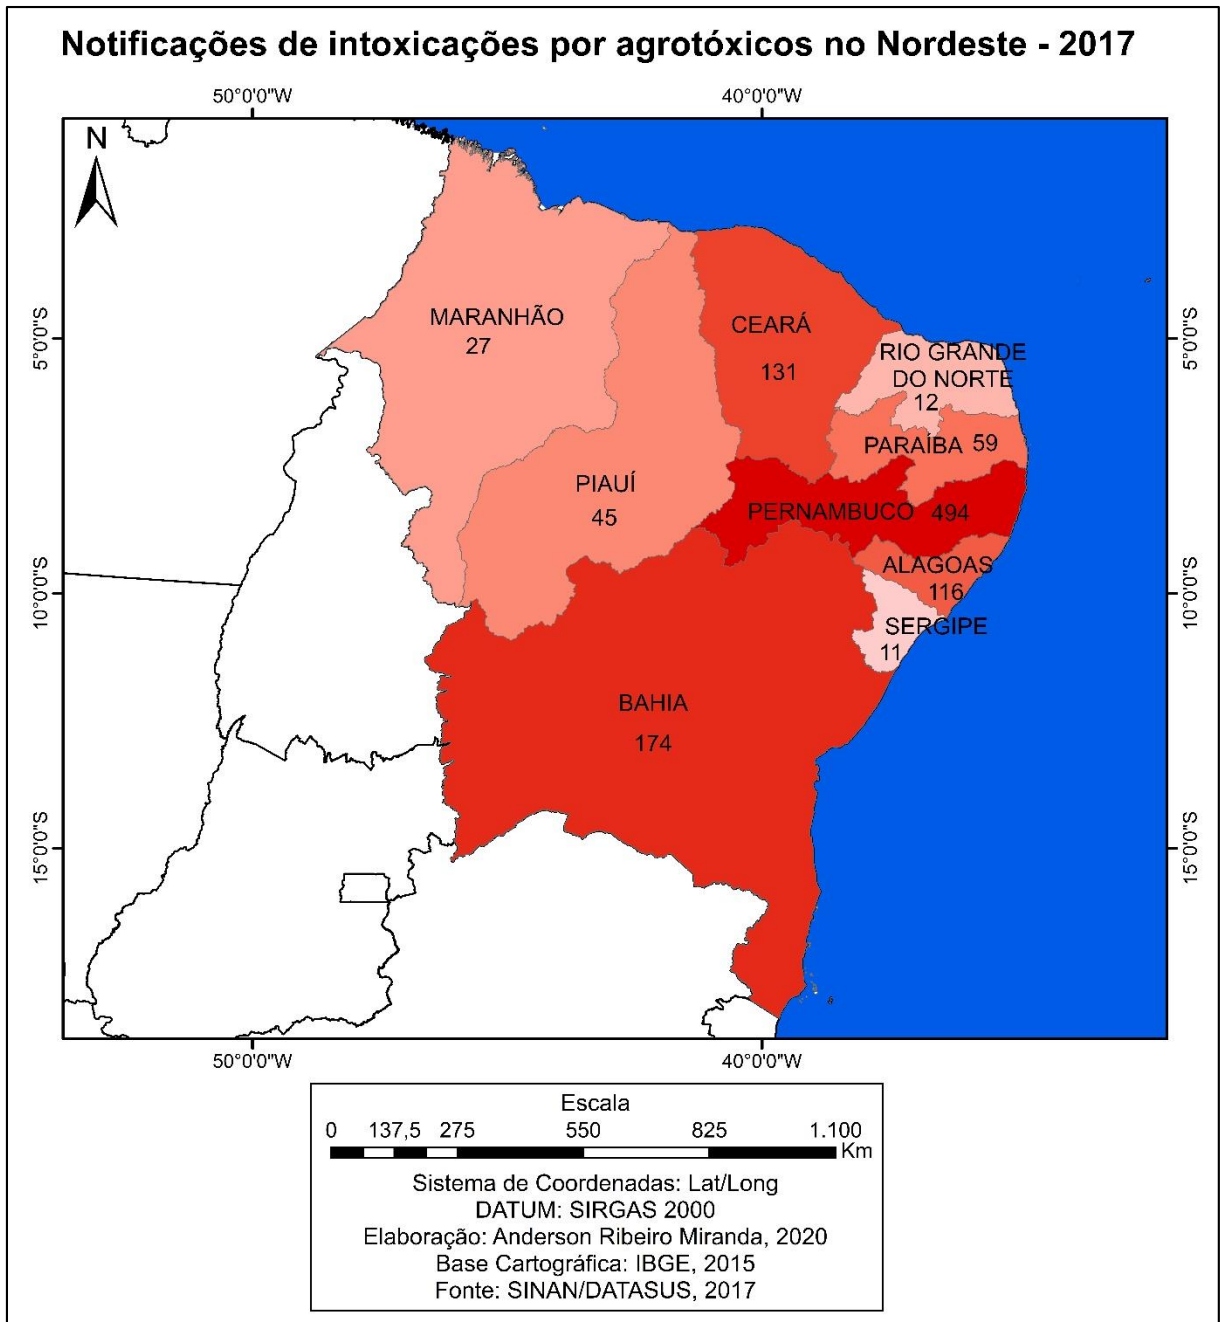 Notificações de intoxicações por agrotóxicos no Nordeste - 2017
50°0'0"W
40°0'0"W
N
5°0'0"S
5°0'0"S
MARANHÃO
27
CEARÁ
131
RIO GRANDE
DO NORTE
12
PARAÍBA 59
PIAUÍ
45
PERNAMBUCO 494
ALAGOAS
116
10°0'0"S
10°0'0"S
SERGIPE
11
BAHIA
174
15°0'0"S
15°0'0"S
50°0'0"W
40°0'0"W
Escala
0 137,5 275 550 825 1.100
Km
Sistema de Coordenadas: Lat/Long
DATUM: SIRGAS 2000
Elaboração: Anderson Ribeiro Miranda, 2020
Base Cartográfica: IBGE, 2015
Fonte: SINAN/DATASUS, 2017